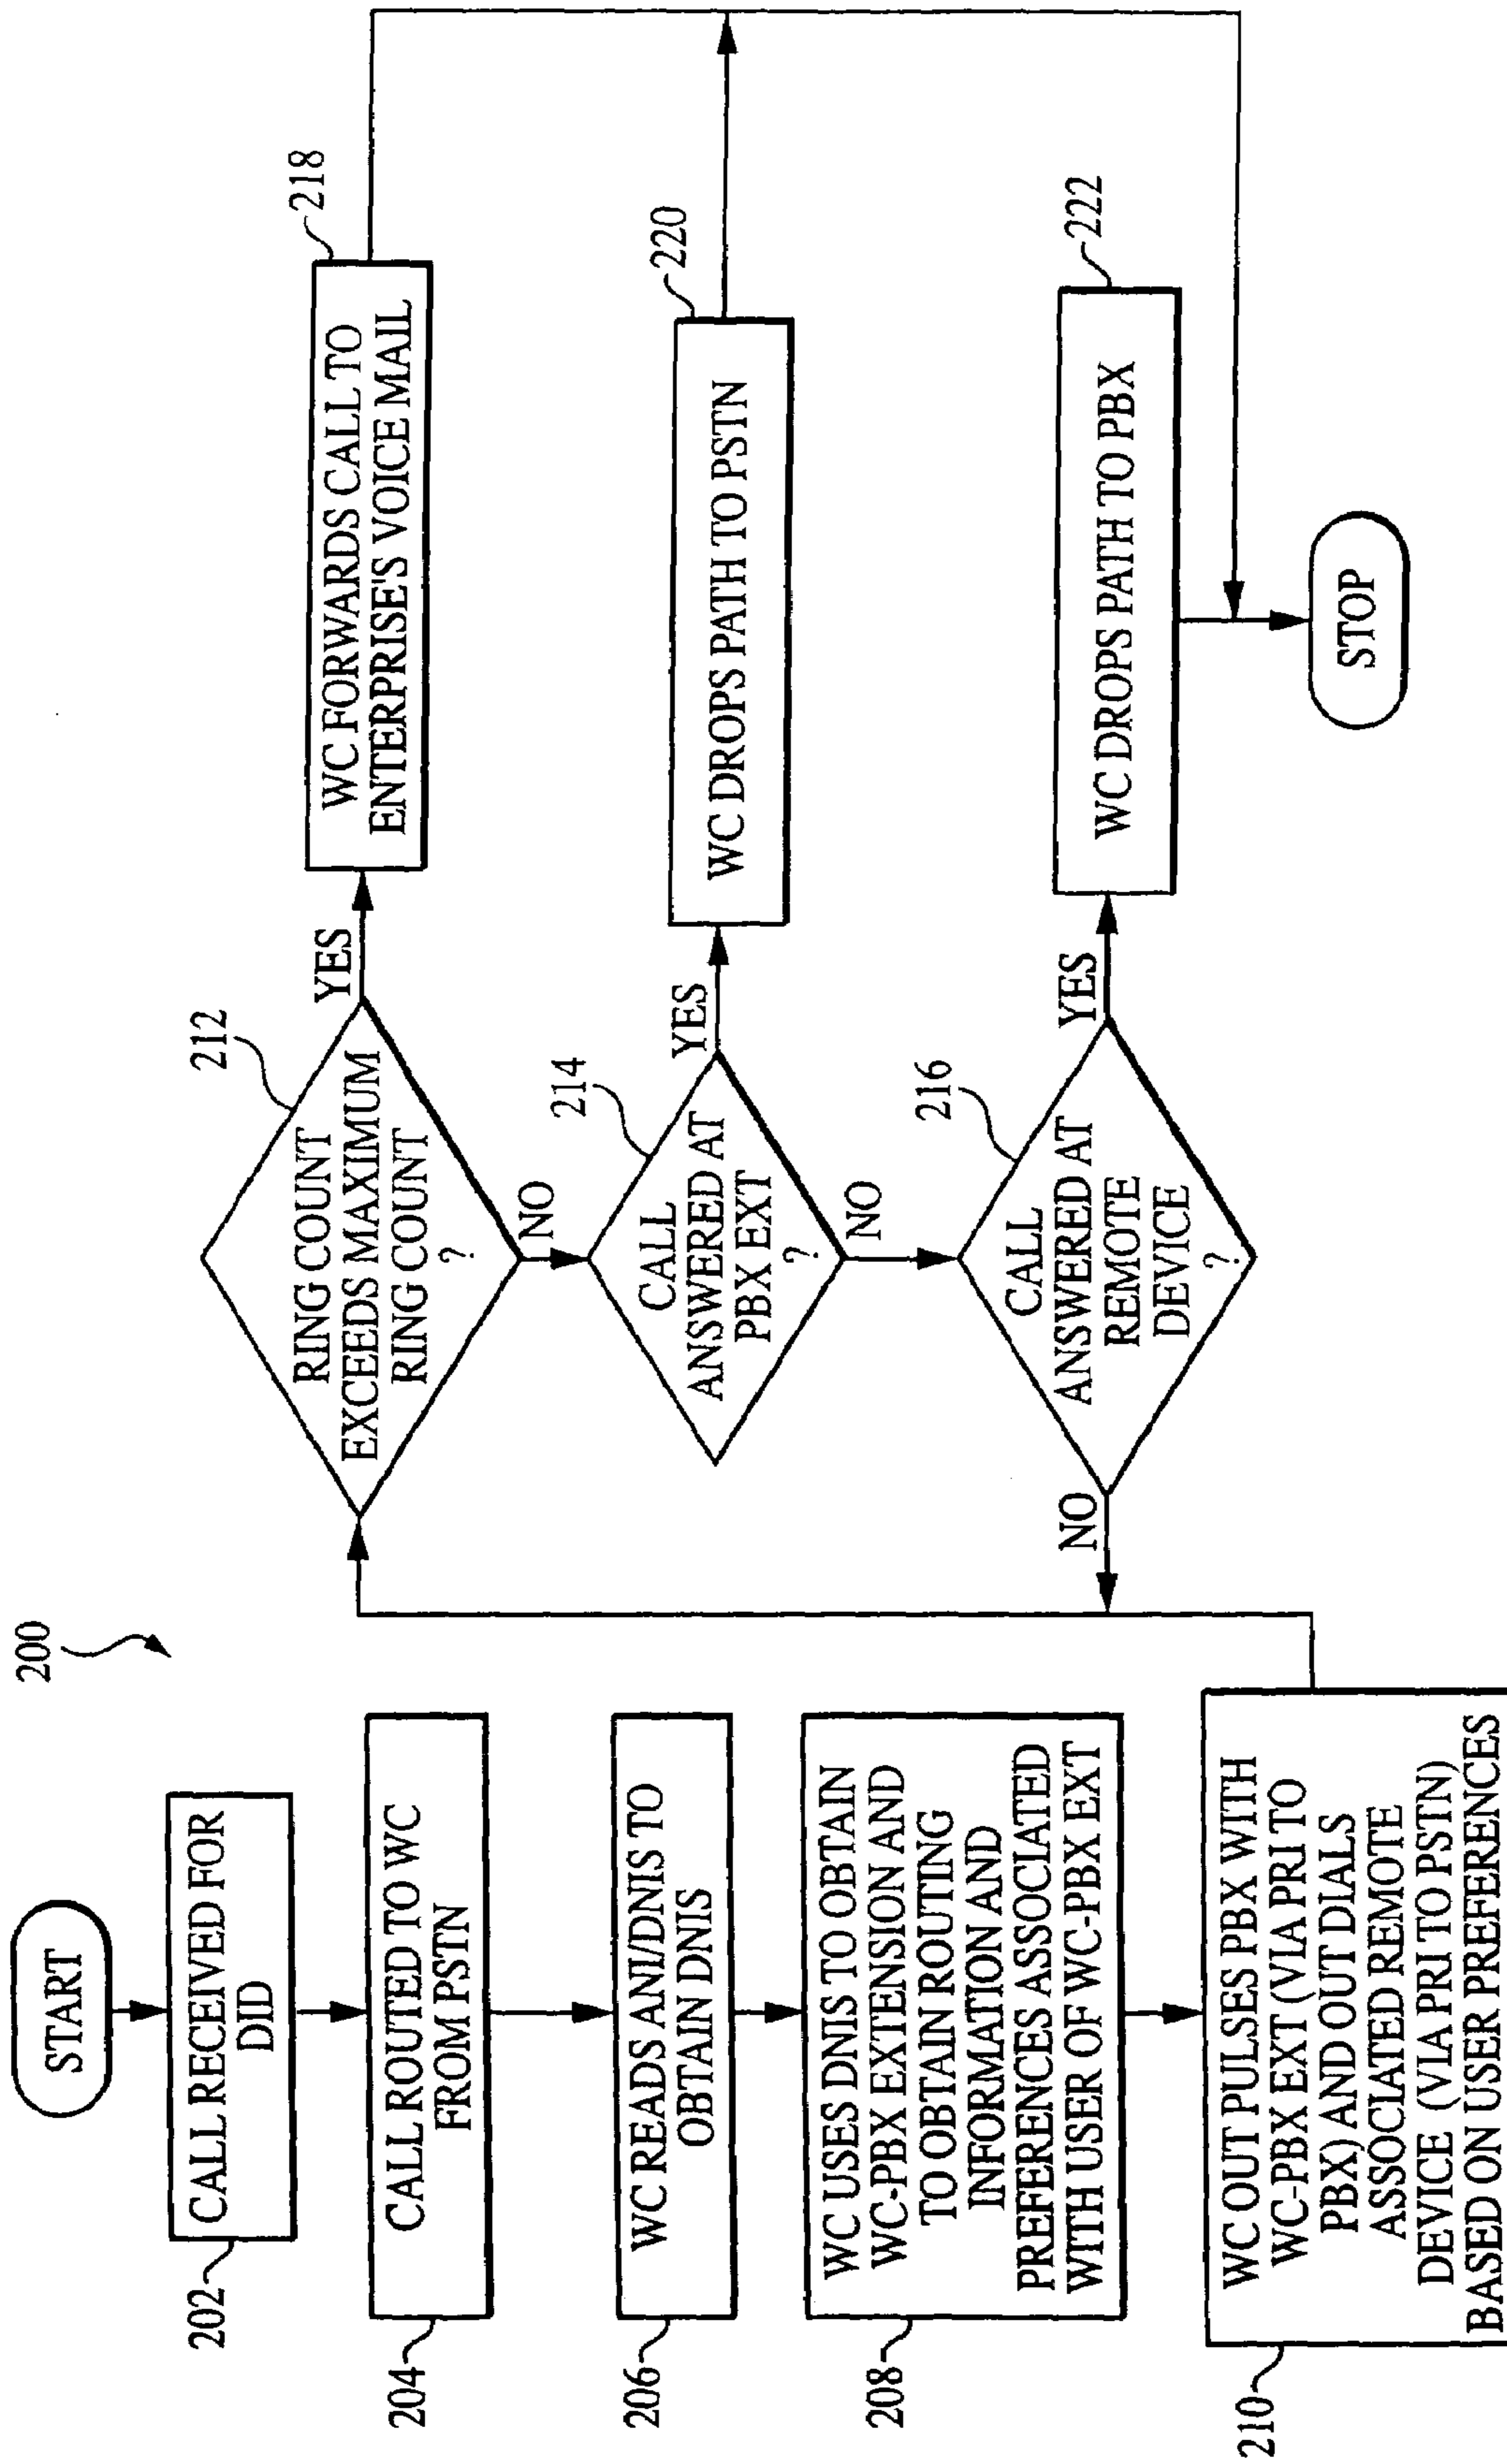 200
START
CALL RECEIVED FOR
DID
202
CALL ROUTED TO WC
FROM PSTN
204
WC READS ANI/DNIS TO
OBTAIN DNIS
206
WC USES DNIS TO OBTAIN
WC-PBX EXTENSION AND
TO OBTAIN ROUTING
INFORMATION AND
PREFERENCES ASSOCIATED
WITH USER OF WC-PBX EXT
208
WC OUT PULSES PBX WITH
WC-PBX EXT (VIA PRI TO
PBX) AND OUT DIALS
ASSOCIATED REMOTE
DEVICE (VIA PRI TO PSTN)
BASED ON USER PREFERENCES
210
RING COUNT
EXCEEDS MAXIMUM
RING COUNT
?
212
YES
NO
WC FORWARDS CALL TO
ENTERPRISE'S VOICE MAIL
218
CALL
ANSWERED AT
PBX EXT
?
214
YES
NO
WC DROPS PATH TO PSTN
220
CALL
ANSWERED AT
REMOTE
DEVICE
?
216
YES
NO
WC DROPS PATH TO PBX
222
STOP